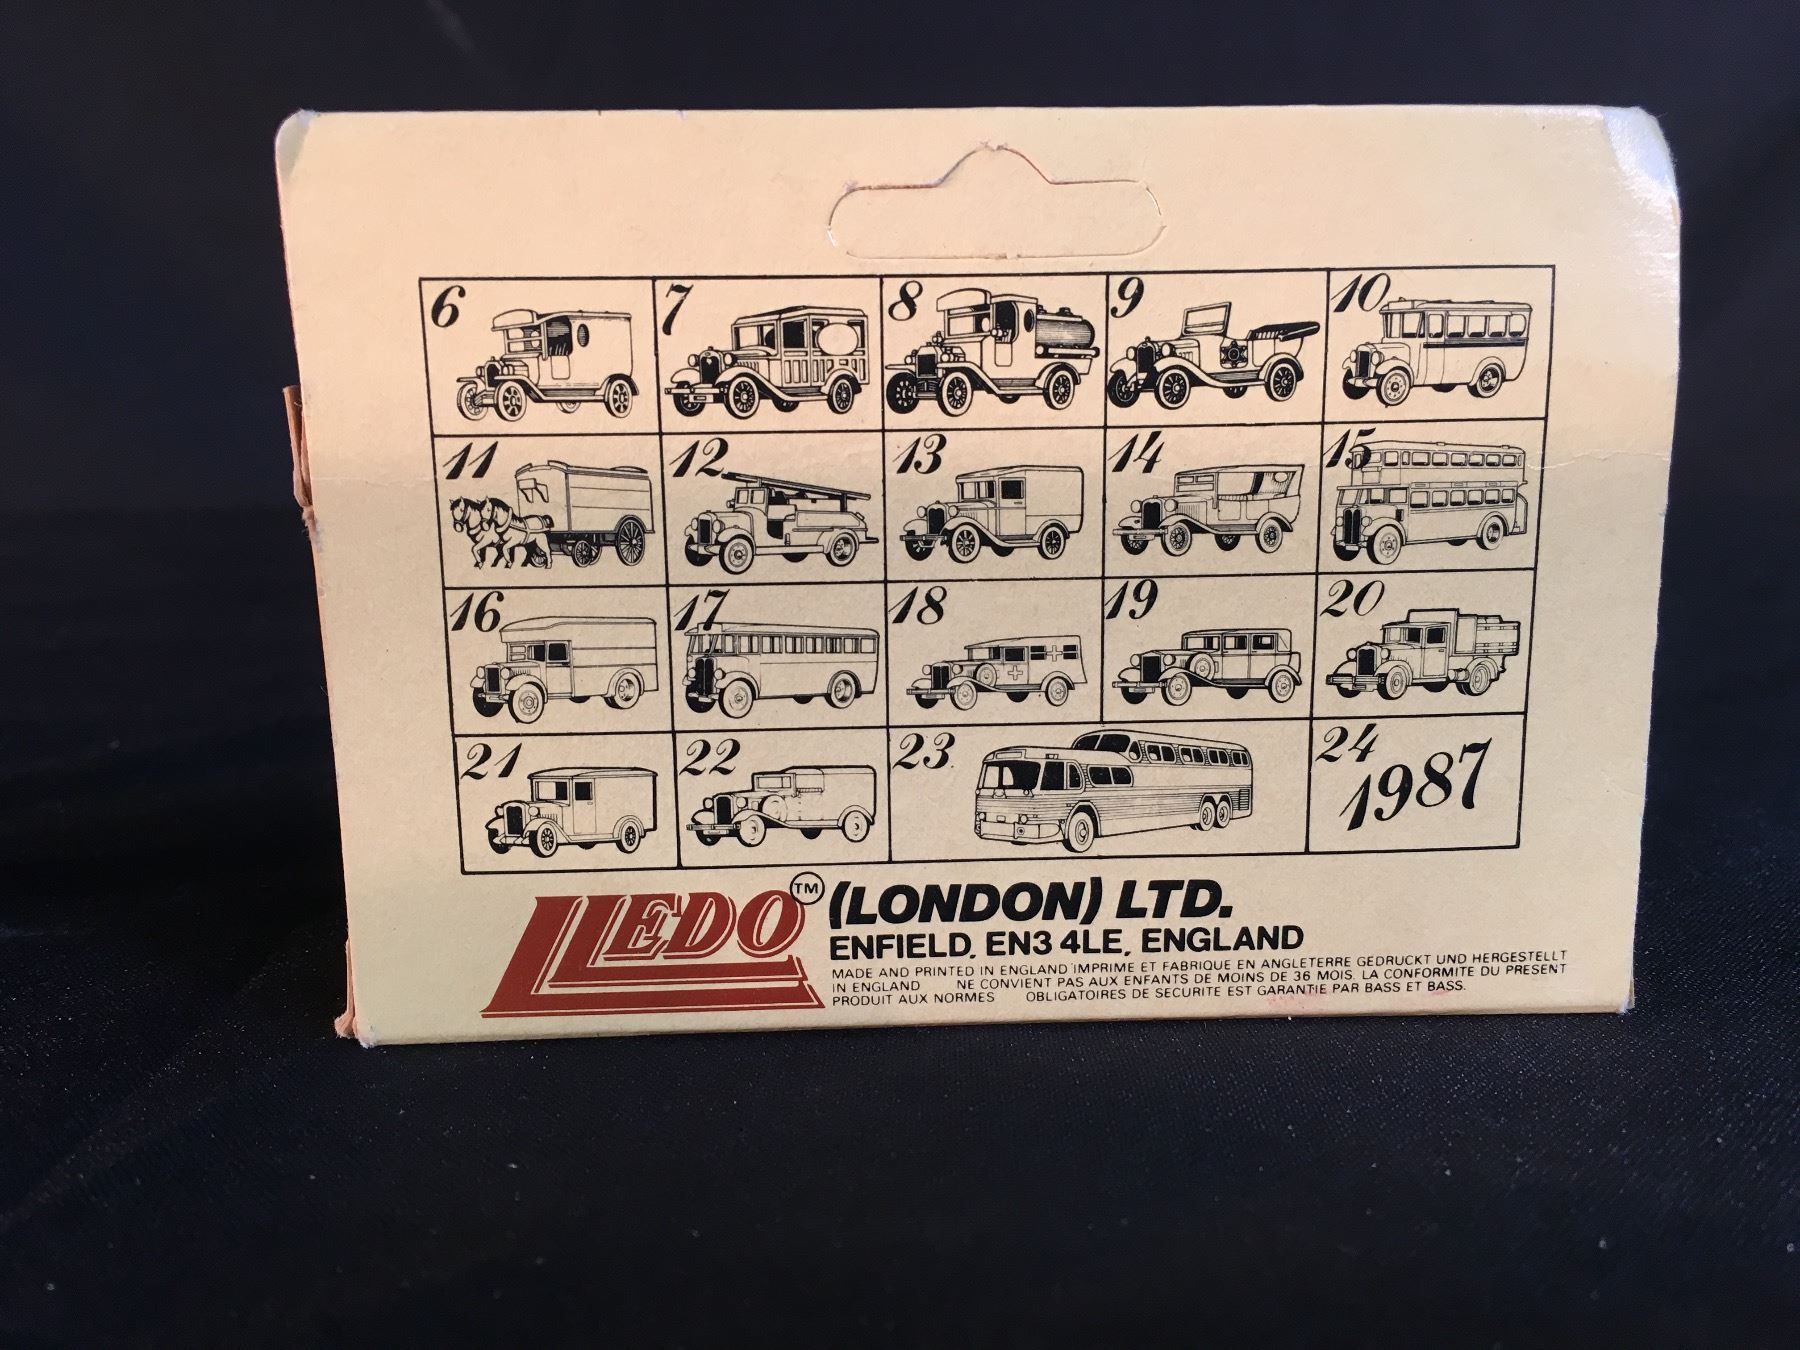 6 7 8 9 10
11 12 13 14 15
16 17 18 19 20
21 22 23. 24
1987
LLEDO TM (LONDON) LTD.
ENFIELD, EN3 4LE, ENGLAND
MADE AND PRINTED IN ENGLAND IMPRIME ET FABRIQUE EN ANGLETERRE GEDRUCKT UND HERGESTELLT
IN ENGLAND NE CONVIENT PAS AUX ENFANTS DE MOINS DE 36 MOIS. LA CONFORMITE DU PRESENT
PRODUIT AUX NORMES OBLIGATOIRES DE SECURITE EST GARANTIE PAR BASS ET BASS.